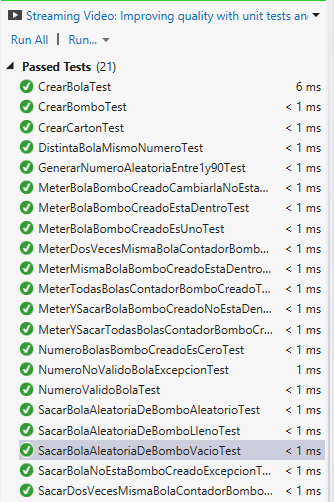 Streaming Video: Improving quality with unit tests and
Run All | Run...
Passed Tests (21)
CrearBolaTest 6 ms
CrearBomboTest < 1 ms
CrearCartonTest < 1 ms
DistintaBolaMismoNumeroTest < 1 ms
GenerarNumeroAleatoriaEntre1y90Test < 1 ms
MeterBolaBomboCreadoCambiarlaNoEsta... < 1 ms
MeterBolaBomboCreadoEstaDentroTest < 1 ms
MeterBolaBomboCreadoEsUnoTest < 1 ms
MeterDosVecesMismaBolaContadorBomb... < 1 ms
MeterMismaBolaBomboCreadoEstaDentro... < 1 ms
MeterTodasBolasContadorBomboCreadoT... < 1 ms
MeterYSacarBolaBomboCreadoNoEstaDen... < 1 ms
MeterYSacarTodasBolasContadorBomboCr... < 1 ms
NumeroBolasBomboCreadoEsCeroTest < 1 ms
NumeroNoValidoBolaExcepcionTest 1 ms
NumeroValidoBolaTest < 1 ms
SacarBolaAleatoriaDeBomboAleatorioTest < 1 ms
SacarBolaAleatoriaDeBomboLlenoTest < 1 ms
SacarBolaAleatoriaDeBomboVacioTest < 1 ms
SacarBolaNoEstaBomboCreadoExcepcionT... < 1 ms
SacarDosVecesMismaBolaContadorBombo... < 1 ms